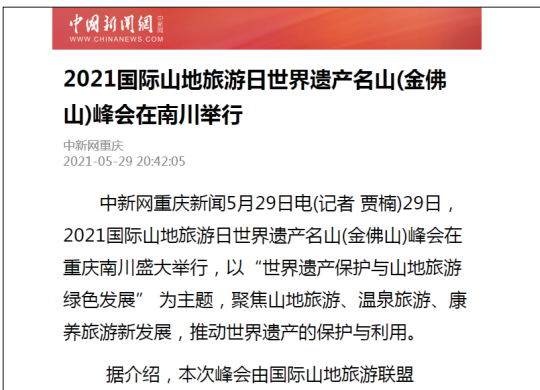 中国新闻网
WWW.CHINANEWS.COM
2021国际山地旅游日世界遗产名山(金佛
山)峰会在南川举行
中新网重庆
2021-05-29 20:42:05
中新网重庆新闻5月29日电(记者 贾楠)29日，
2021国际山地旅游日世界遗产名山(金佛山)峰会在
重庆南川盛大举行，以“世界遗产保护与山地旅游
绿色发展” 为主题，聚焦山地旅游、温泉旅游、康
养旅游新发展，推动世界遗产的保护与利用。
据介绍，本次峰会由国际山地旅游联盟